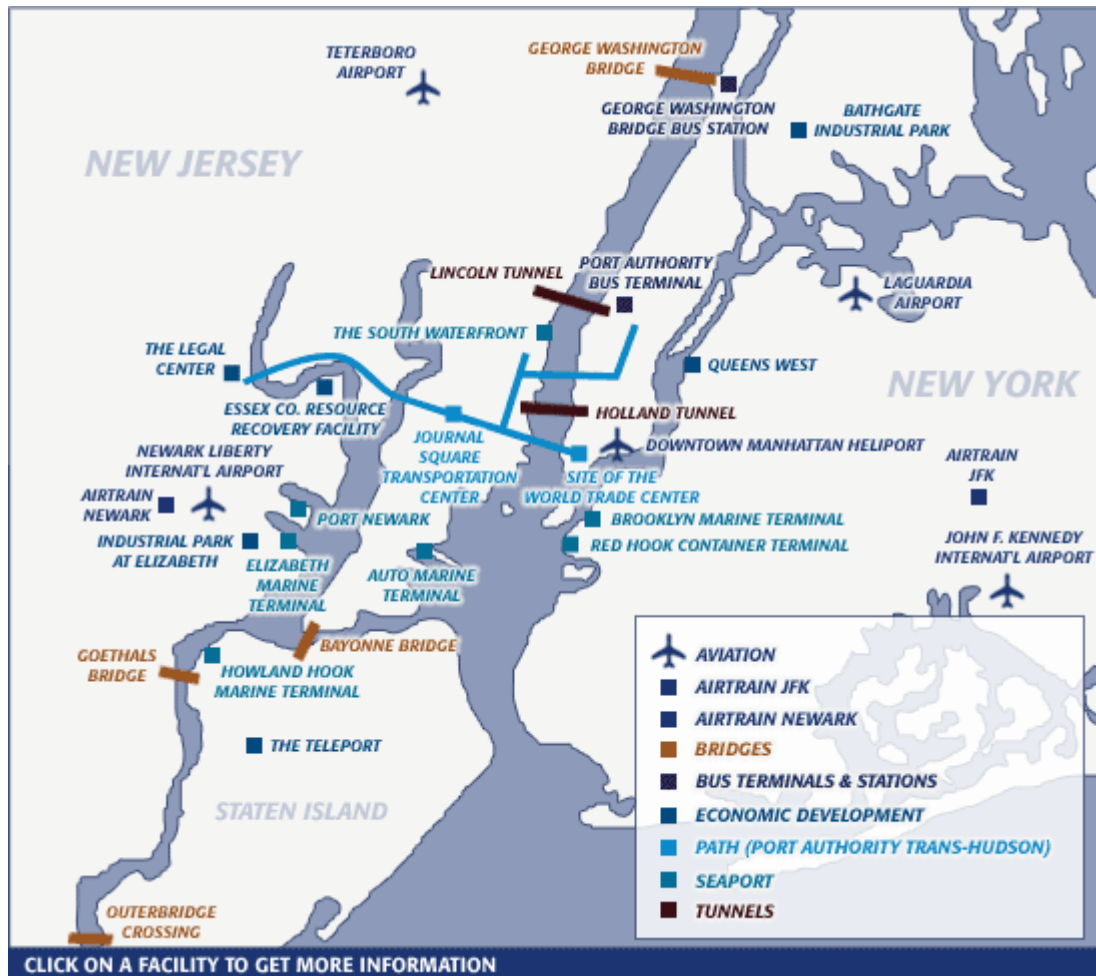 TETERBORO
AIRPORT
GEORGE WASHINGTON
BRIDGE
GEORGE WASHINGTON
BRIDGE BUS STATION
BATHGATE
INDUSTRIAL PARK
NEW JERSEY
LINCOLN TUNNEL
PORT AUTHORITY
BUS TERMINAL
LAGUARDIA
AIRPORT
THE SOUTH WATERFRONT
THE LEGAL
CENTER
QUEENS WEST
NEW YORK
ESSEX CO. RESOURCE
RECOVERY FACILITY
HOLLAND TUNNEL
JOURNAL
SQUARE
TRANSPORTATION
CENTER
DOWNTOWN MANHATTAN HELIPORT
NEWARK LIBERTY
INTERNAT'L AIRPORT
SITE OF THE
WORLD TRADE CENTER
AIRTRAIN
JFK
AIRTRAIN
NEWARK
PORT NEWARK
BROOKLYN MARINE TERMINAL
INDUSTRIAL PARK
AT ELIZABETH
RED HOOK CONTAINER TERMINAL
JOHN F. KENNEDY
INTERNAT'L AIRPORT
ELIZABETH
MARINE
TERMINAL
AUTO MARINE
TERMINAL
BAYONNE BRIDGE
GOETHALS
BRIDGE
HOWLAND HOOK
MARINE TERMINAL
THE TELEPORT
STATEN ISLAND
OUTERBRIDGE
CROSSING
AVIATION
AIRTRAIN JFK
AIRTRAIN NEWARK
BRIDGES
BUS TERMINALS & STATIONS
ECONOMIC DEVELOPMENT
PATH (PORT AUTHORITY TRANS-HUDSON)
SEAPORT
TUNNELS
CLICK ON A FACILITY TO GET MORE INFORMATION